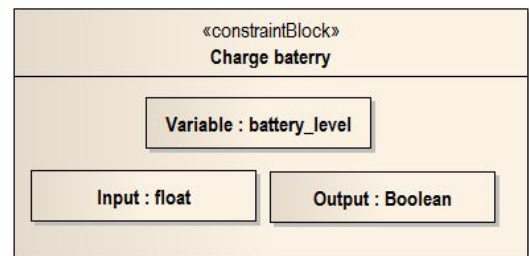 «constraintBlock»
Charge baterry
Variable : battery_level
Input : float
Output : Boolean